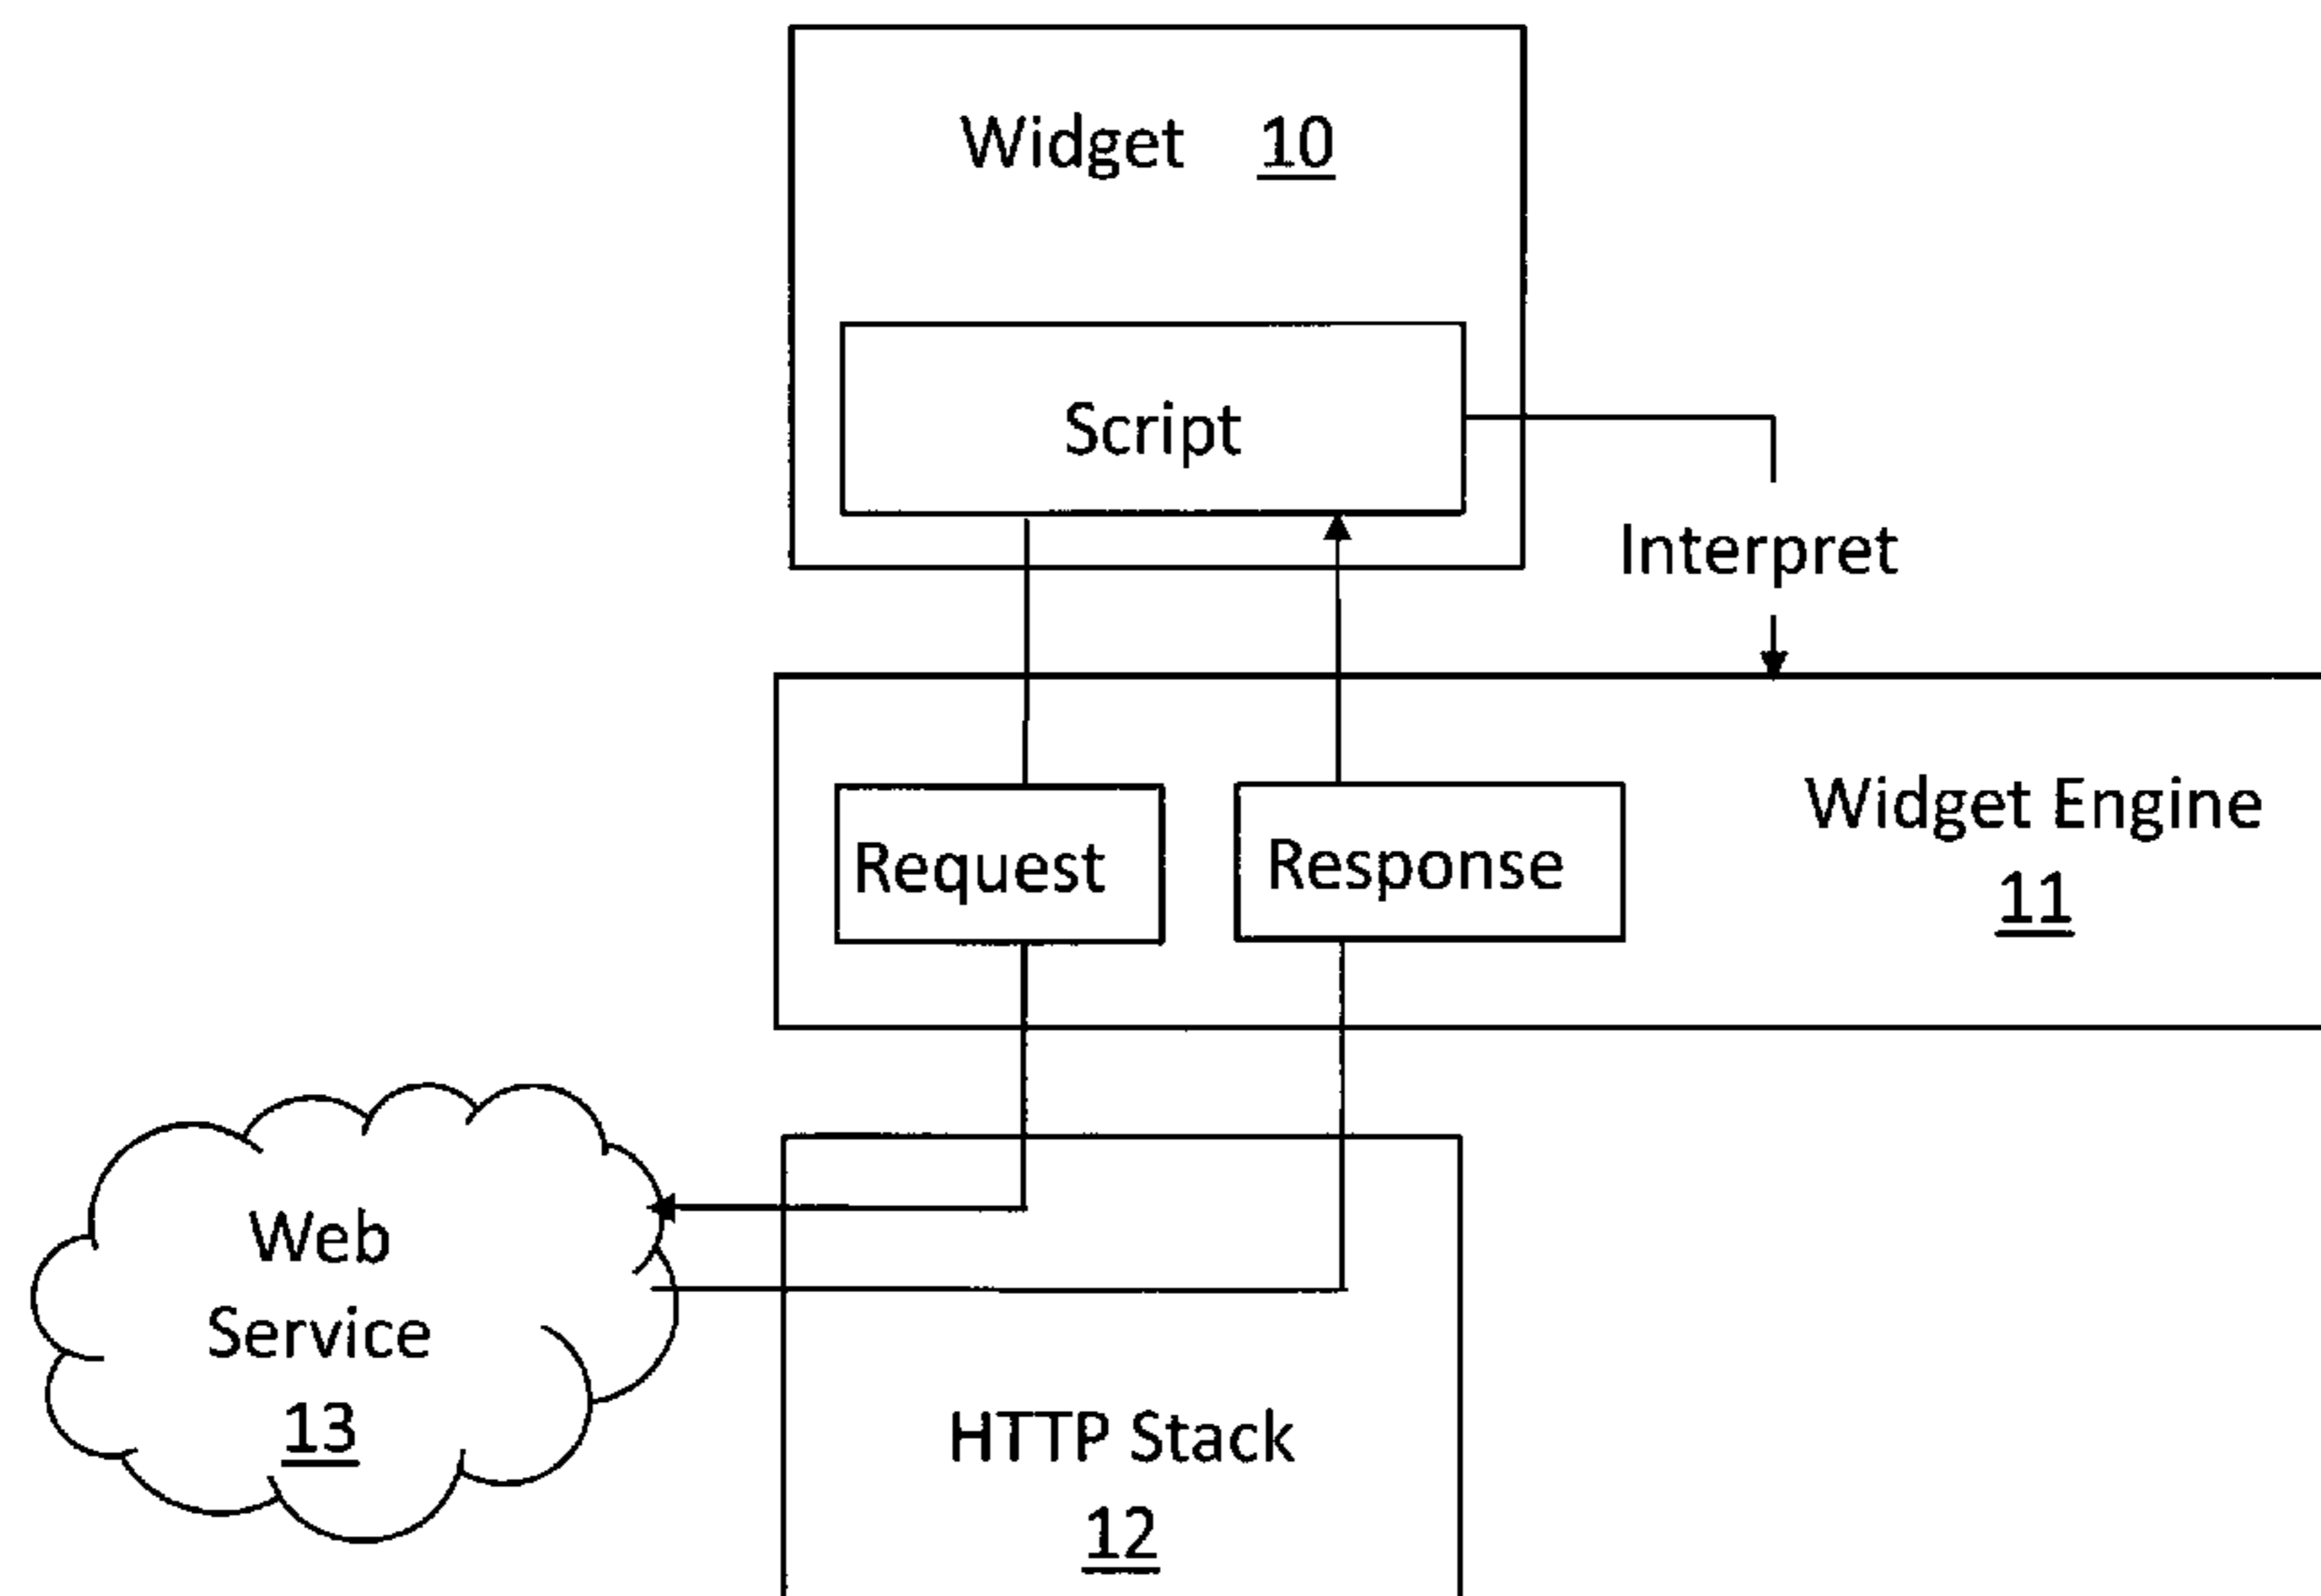 Widget 10
Script
Interpret
Request
Response
Widget Engine
11
Web
Service
13
HTTP Stack
12